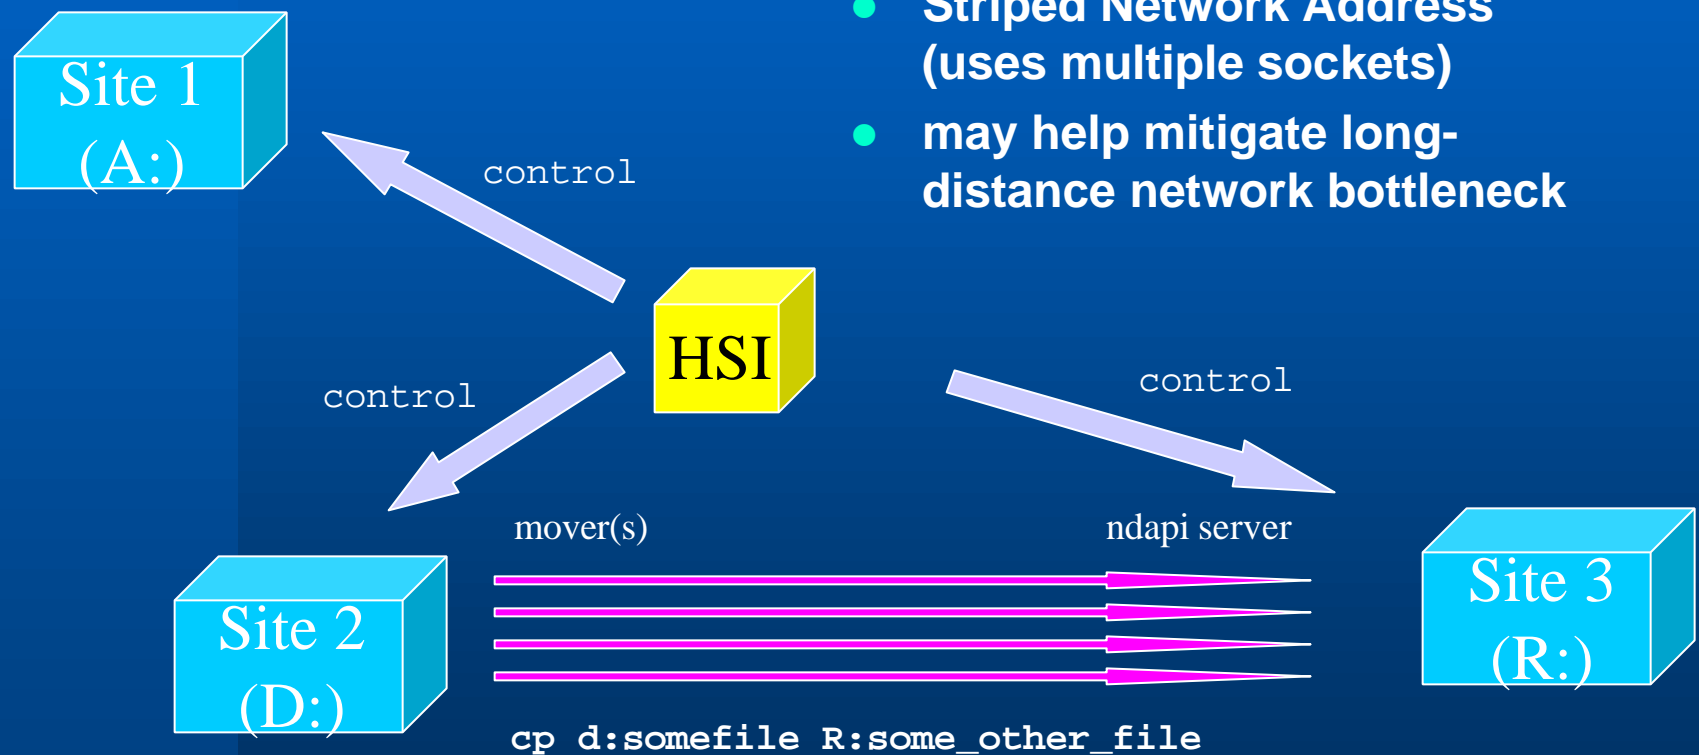 ● Striped Network Address
(uses multiple sockets)
● may help mitigate long-
distance network bottleneck
Site 1
(A:)
control
HSI
control
control
mover(s)
ndapi server
Site 2
(D:)
Site 3
(R:)
cp d:somefile R:some_other_file